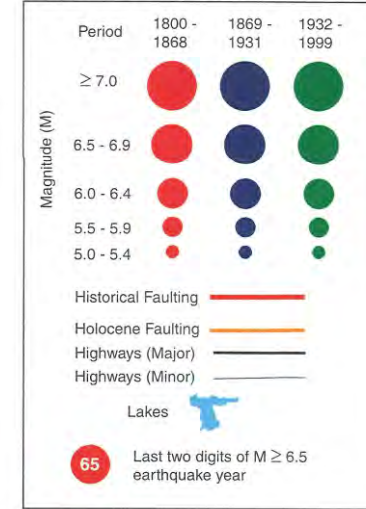 Period 1800 - 1869 - 1932 -
1868 1931 1999
≥ 7.0
6.5 - 6.9
6.0 - 6.4
5.5 - 5.9
5.0 - 5.4
Magnitude (M)
Historical Faulting
Holocene Faulting
Highways (Major)
Highways (Minor)
Lakes
65 Last two digits of M ≥ 6.5
earthquake year